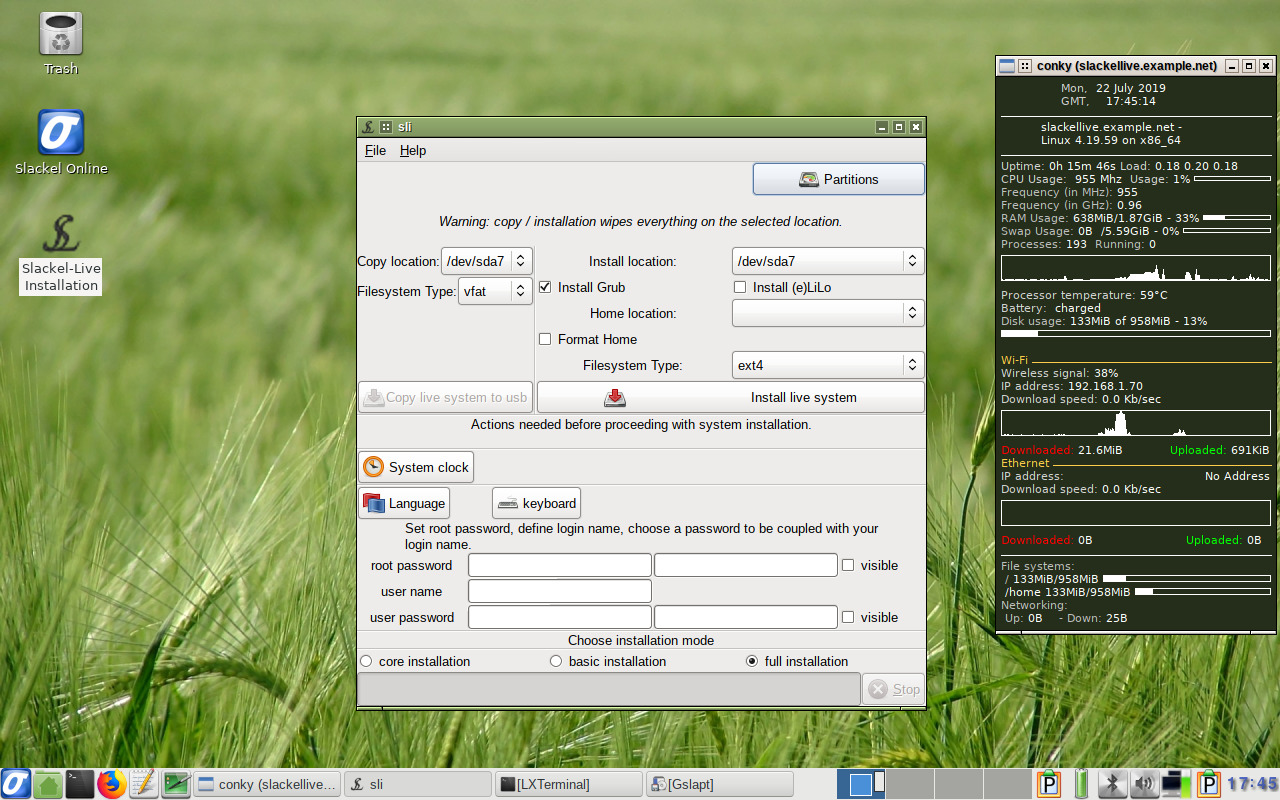 Trash
Slackel Online
Slackel-Live
Installation
sli
File Help
Partitions
Warning: copy / installation wipes everything on the selected location.
Copy location: /dev/sda7
Install location: /dev/sda7
Filesystem Type: vfat
Install Grub
Install (e)LiLo
Home location:
Format Home
Filesystem Type: ext4
Copy live system to usb
Install live system
Actions needed before proceeding with system installation.
System clock
Language
keyboard
Set root password, define login name, choose a password to be coupled with your
login name.
root password
visible
user name
user password
visible
Choose installation mode
core installation
basic installation
full installation
Stop
conky (slackellive.example.net)
Mon, 22 July 2019
GMT, 17:45:14
slackellive.example.net -
Linux 4.19.59 on x86_64
Uptime: 0h 15m 46s Load: 0.18 0.20 0.18
CPU Usage: 955 Mhz Usage: 1%
Frequency (in MHz): 955
Frequency (in GHz): 0.96
RAM Usage: 638MiB/1.87GiB - 33%
Swap Usage: 0B /5.59GiB - 0%
Processes: 193 Running: 0
Processor temperature: 59°C
Battery: charged
Disk usage: 133MiB of 958MiB - 13%
Wi-Fi
Wireless signal: 38%
IP address: 192.168.1.70
Download speed: 0.0 Kb/sec
Downloaded: 21.6MiB Uploaded: 691KiB
Ethernet
IP address: No Address
Download speed: 0.0 Kb/sec
Downloaded: 0B Uploaded: 0B
File systems:
/ 133MiB/958MiB
/home 133MiB/958MiB
Networking:
Up: 0B - Down: 25B
conky (slackellive...
sli
[LXTerminal]
[Gslapt]
P
P
17:45